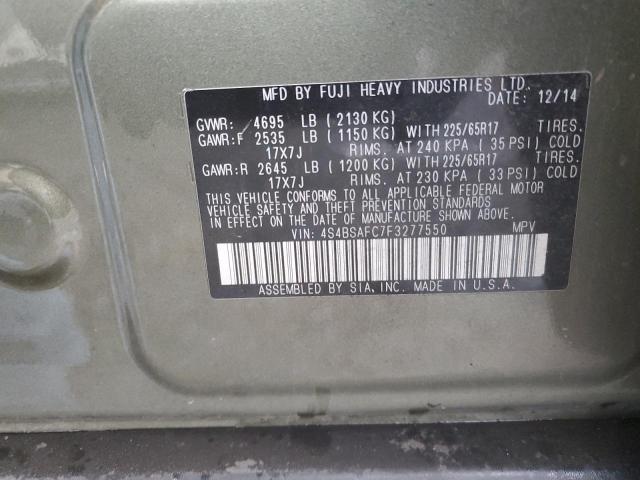 MFD BY FUJI HEAVY INDUSTRIES LTD.
DATE: 12/14
GVWR: 4695 LB ( 2130 KG)
GAWR:F 2535 LB ( 1150 KG) WITH 225/65R17 TIRES.
17X7J RIMS. AT 240 KPA ( 35 PSI) COLD
GAWR:R 2645 LB ( 1200 KG) WITH 225/65R17 TIRES.
17X7J RIMS. AT 230 KPA ( 33 PSI) COLD
THIS VEHICLE CONFORMS TO ALL APPLICABLE FEDERAL MOTOR
VEHICLE SAFETY AND THEFT PREVENTION STANDARDS
IN EFFECT ON THE DATE OF MANUFACTURE SHOWN ABOVE.
VIN: 4S4BSAFC7F3277550 MPV
ASSEMBLED BY SIA, INC. MADE IN U.S.A.